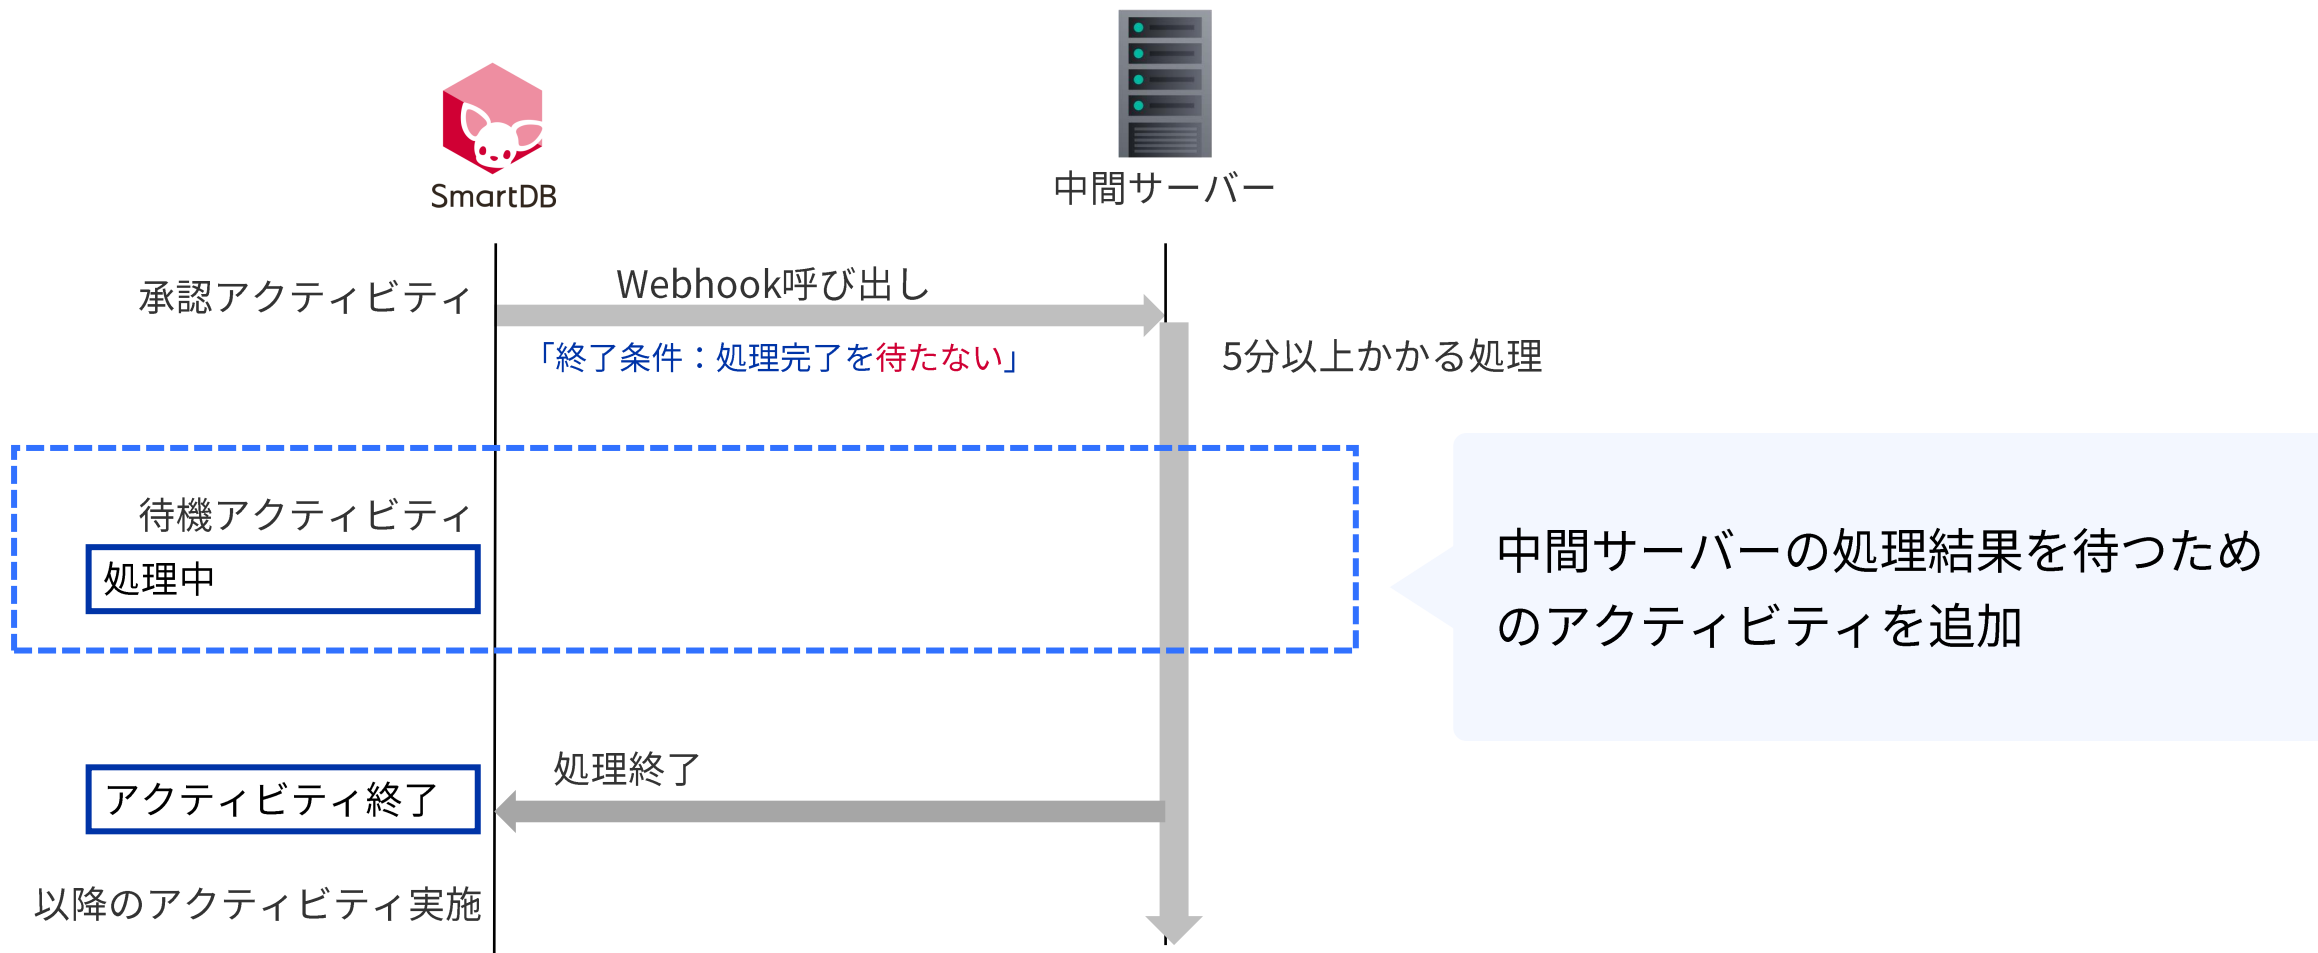 SmartDB
中間サーバー
承認アクティビティ
Webhook呼び出し
「終了条件：処理完了を待たない」
5分以上かかる処理
待機アクティビティ
処理中
中間サーバーの処理結果を待つため
のアクティビティを追加
処理終了
アクティビティ終了
以降のアクティビティ実施